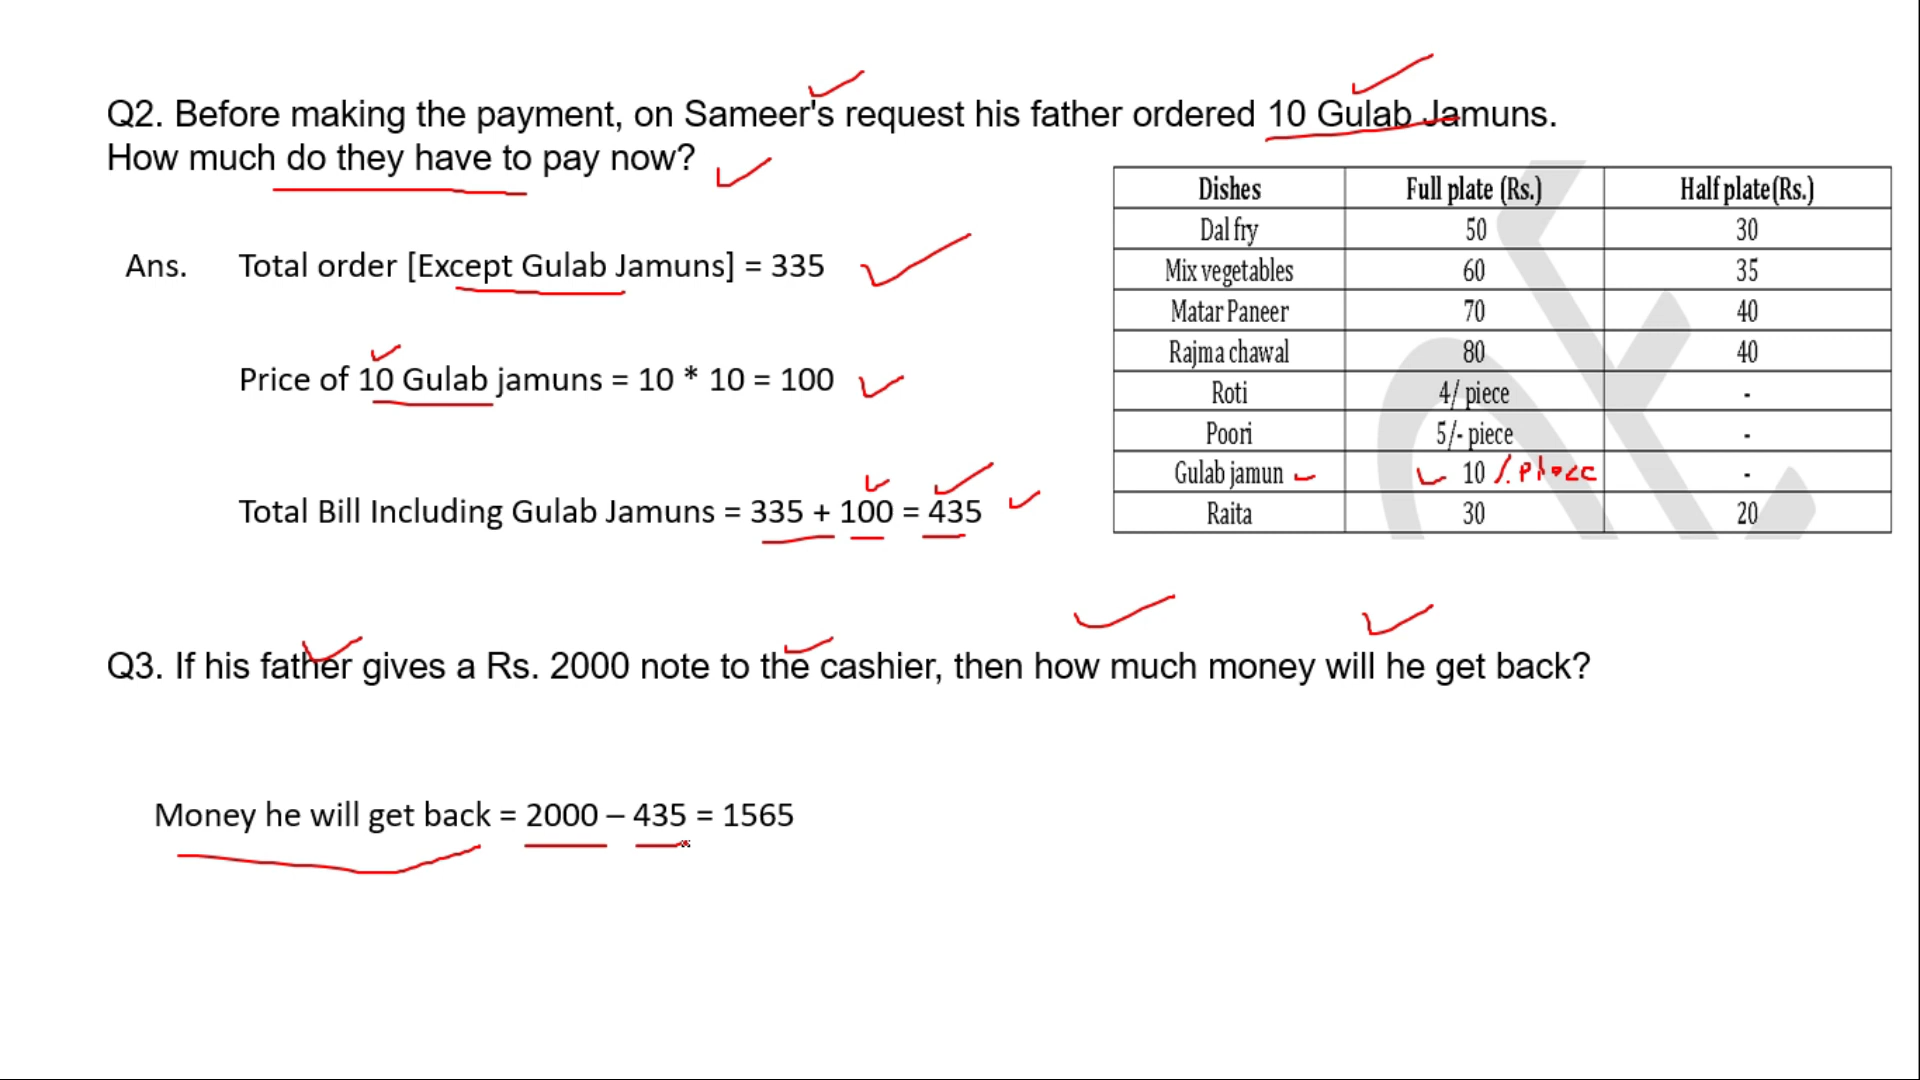 Q2. Before making the payment, on Sameer's request his father ordered 10 Gulab Jamuns.
How much do they have to pay now?
Ans. Total order [Except Gulab Jamuns] = 335
Price of 10 Gulab jamuns = 10 * 10 = 100
Total Bill Including Gulab Jamuns = 335 + 100 = 435
Dishes Full plate (Rs.) Half plate(Rs.)
Dal fry 50 30
Mix vegetables 60 35
Matar Paneer 70 40
Rajma chawal 80 40
Roti 4/ piece -
Poori 5/- piece -
Gulab jamun 10 /. piece -
Raita 30 20
Q3. If his father gives a Rs. 2000 note to the cashier, then how much money will he get back?
Money he will get back = 2000 – 435 = 1565